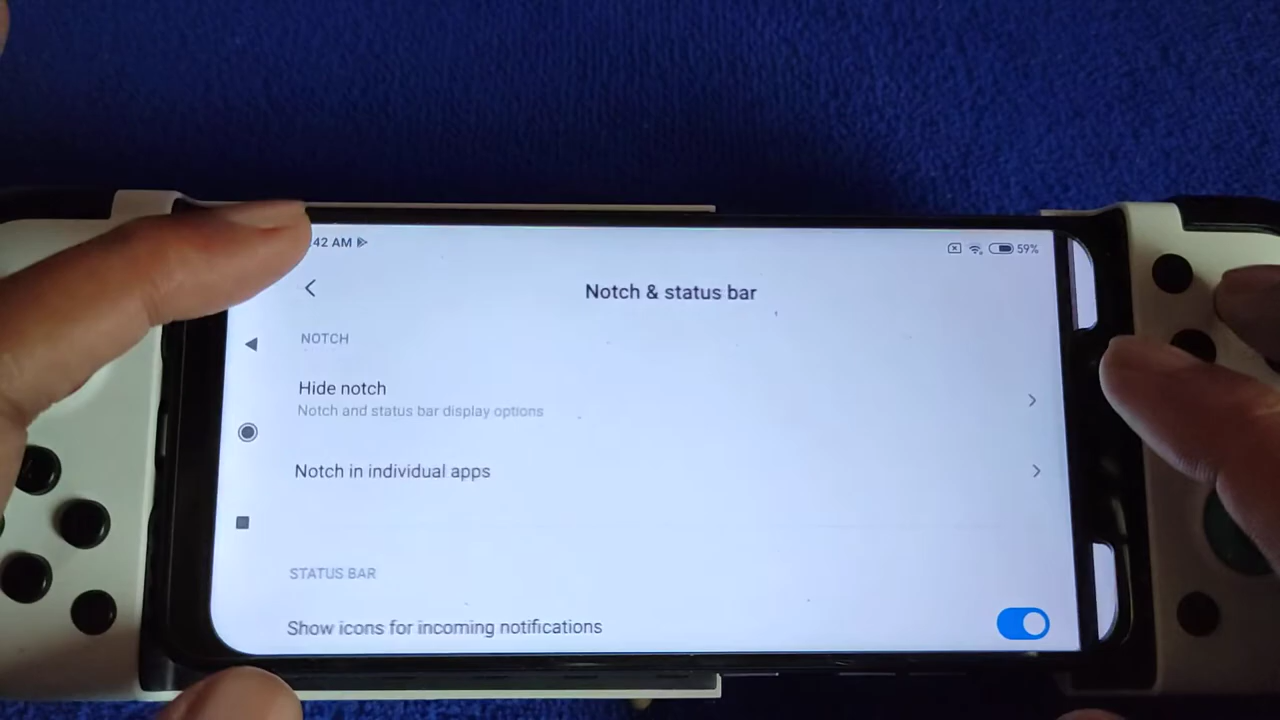 42 AM
59%
Notch & status bar
NOTCH
Hide notch
Notch and status bar display options
Notch in individual apps
STATUS BAR
Show icons for incoming notifications